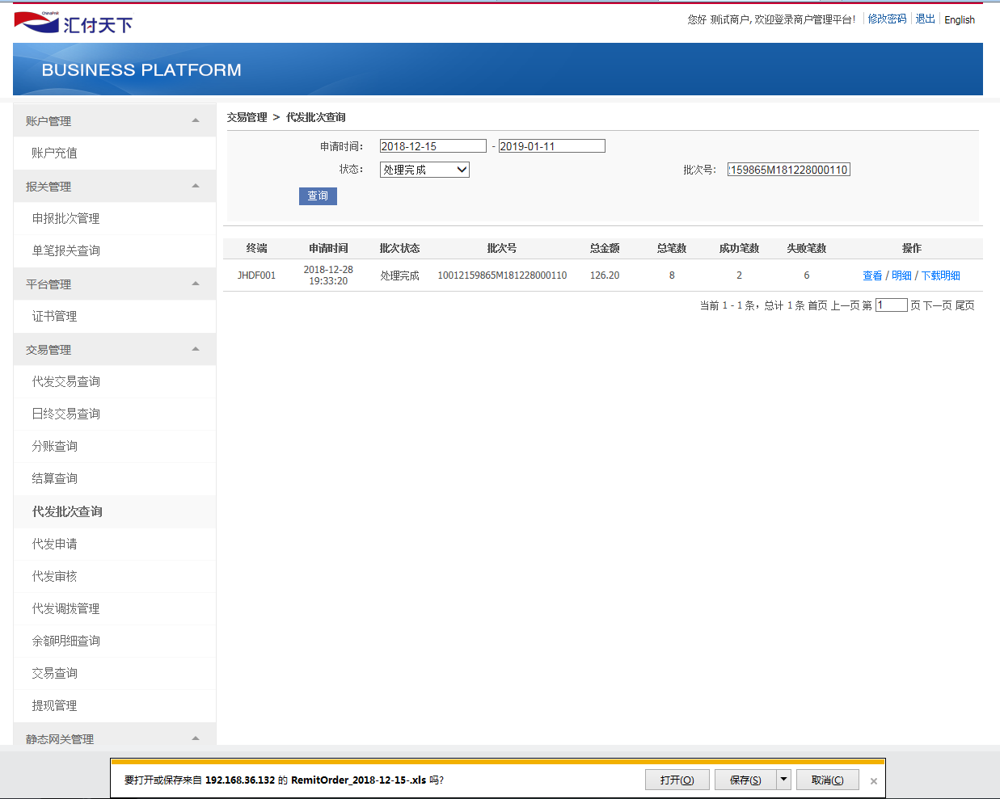 ChinaPnR
汇付天下
您好 测试商户, 欢迎登录商户管理平台! 修改密码 退出 English
BUSINESS PLATFORM
账户管理
账户充值
报关管理
申报批次管理
单笔报关查询
平台管理
证书管理
交易管理
代发交易查询
日终交易查询
分账查询
结算查询
代发批次查询
代发申请
代发审核
代发调拨管理
余额明细查询
交易查询
提现管理
静态网关管理
交易管理 > 代发批次查询
申请时间: 2018-12-15 - 2019-01-11
状态: 处理完成 批次号: 159865M181228000110
查询
终端 申请时间 批次状态 批次号 总金额 总笔数 成功笔数 失败笔数 操作
JHDF001 2018-12-28 19:33:20 处理完成 10012159865M181228000110 126.20 8 2 6 查看 / 明细 / 下载明细
当前 1 - 1 条, 总计 1 条 首页 上一页 第 1 页 下一页 尾页
要打开或保存来自 192.168.36.132 的 RemitOrder_2018-12-15-.xls 吗?
打开(O) 保存(S) 取消(C)